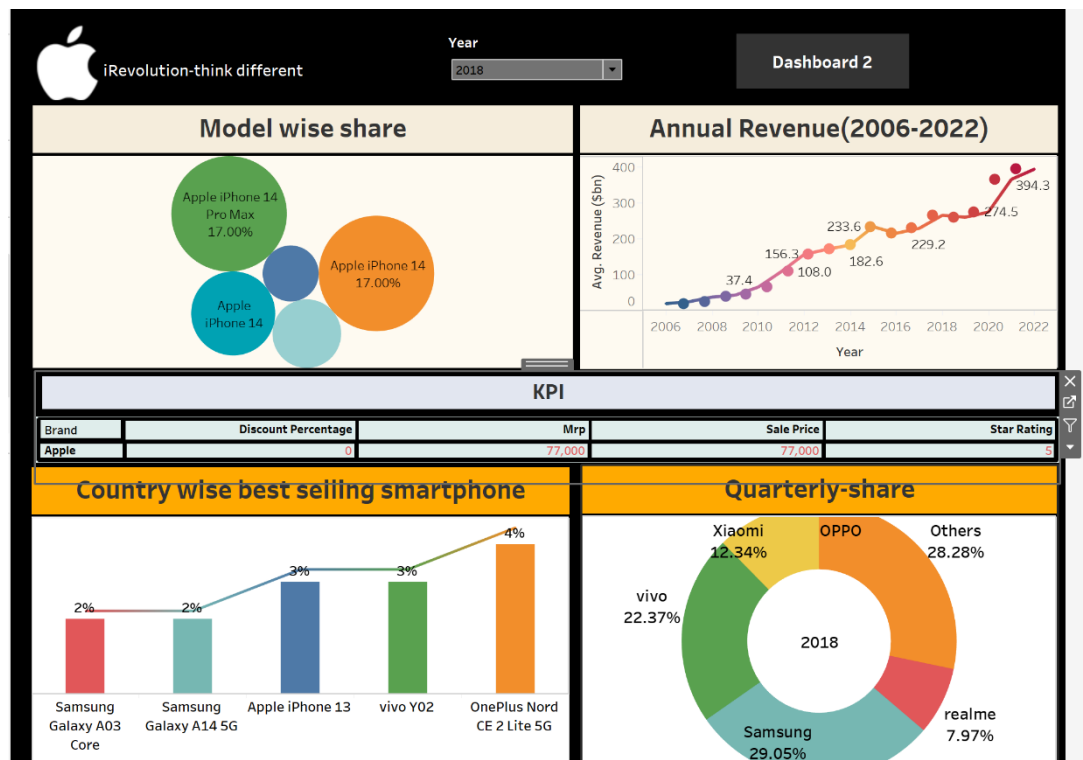 iRevolution-think different
Year
2018
Dashboard 2
Model wise share
Apple iPhone 14
Pro Max
17.00%
Apple iPhone 14
17.00%
Apple
iPhone 14
Annual Revenue(2006-2022)
Avg. Revenue ($bn)
400
300
200
100
0
37.4
156.3
108.0
233.6
182.6
229.2
274.5
394.3
2006 2008 2010 2012 2014 2016 2018 2020 2022
Year
KPI
Brand Discount Percentage Mrp Sale Price Star Rating
Apple 0 77,000 77,000 5
Country wise best selling smartphone
2% 2% 3% 3% 4%
Samsung
Galaxy A03
Core
Samsung
Galaxy A14 5G
Apple iPhone 13
vivo Y02
OnePlus Nord
CE 2 Lite 5G
Quarterly-share
Xiaomi
12.34%
OPPO
Others
28.28%
vivo
22.37%
2018
realme
7.97%
Samsung
29.05%